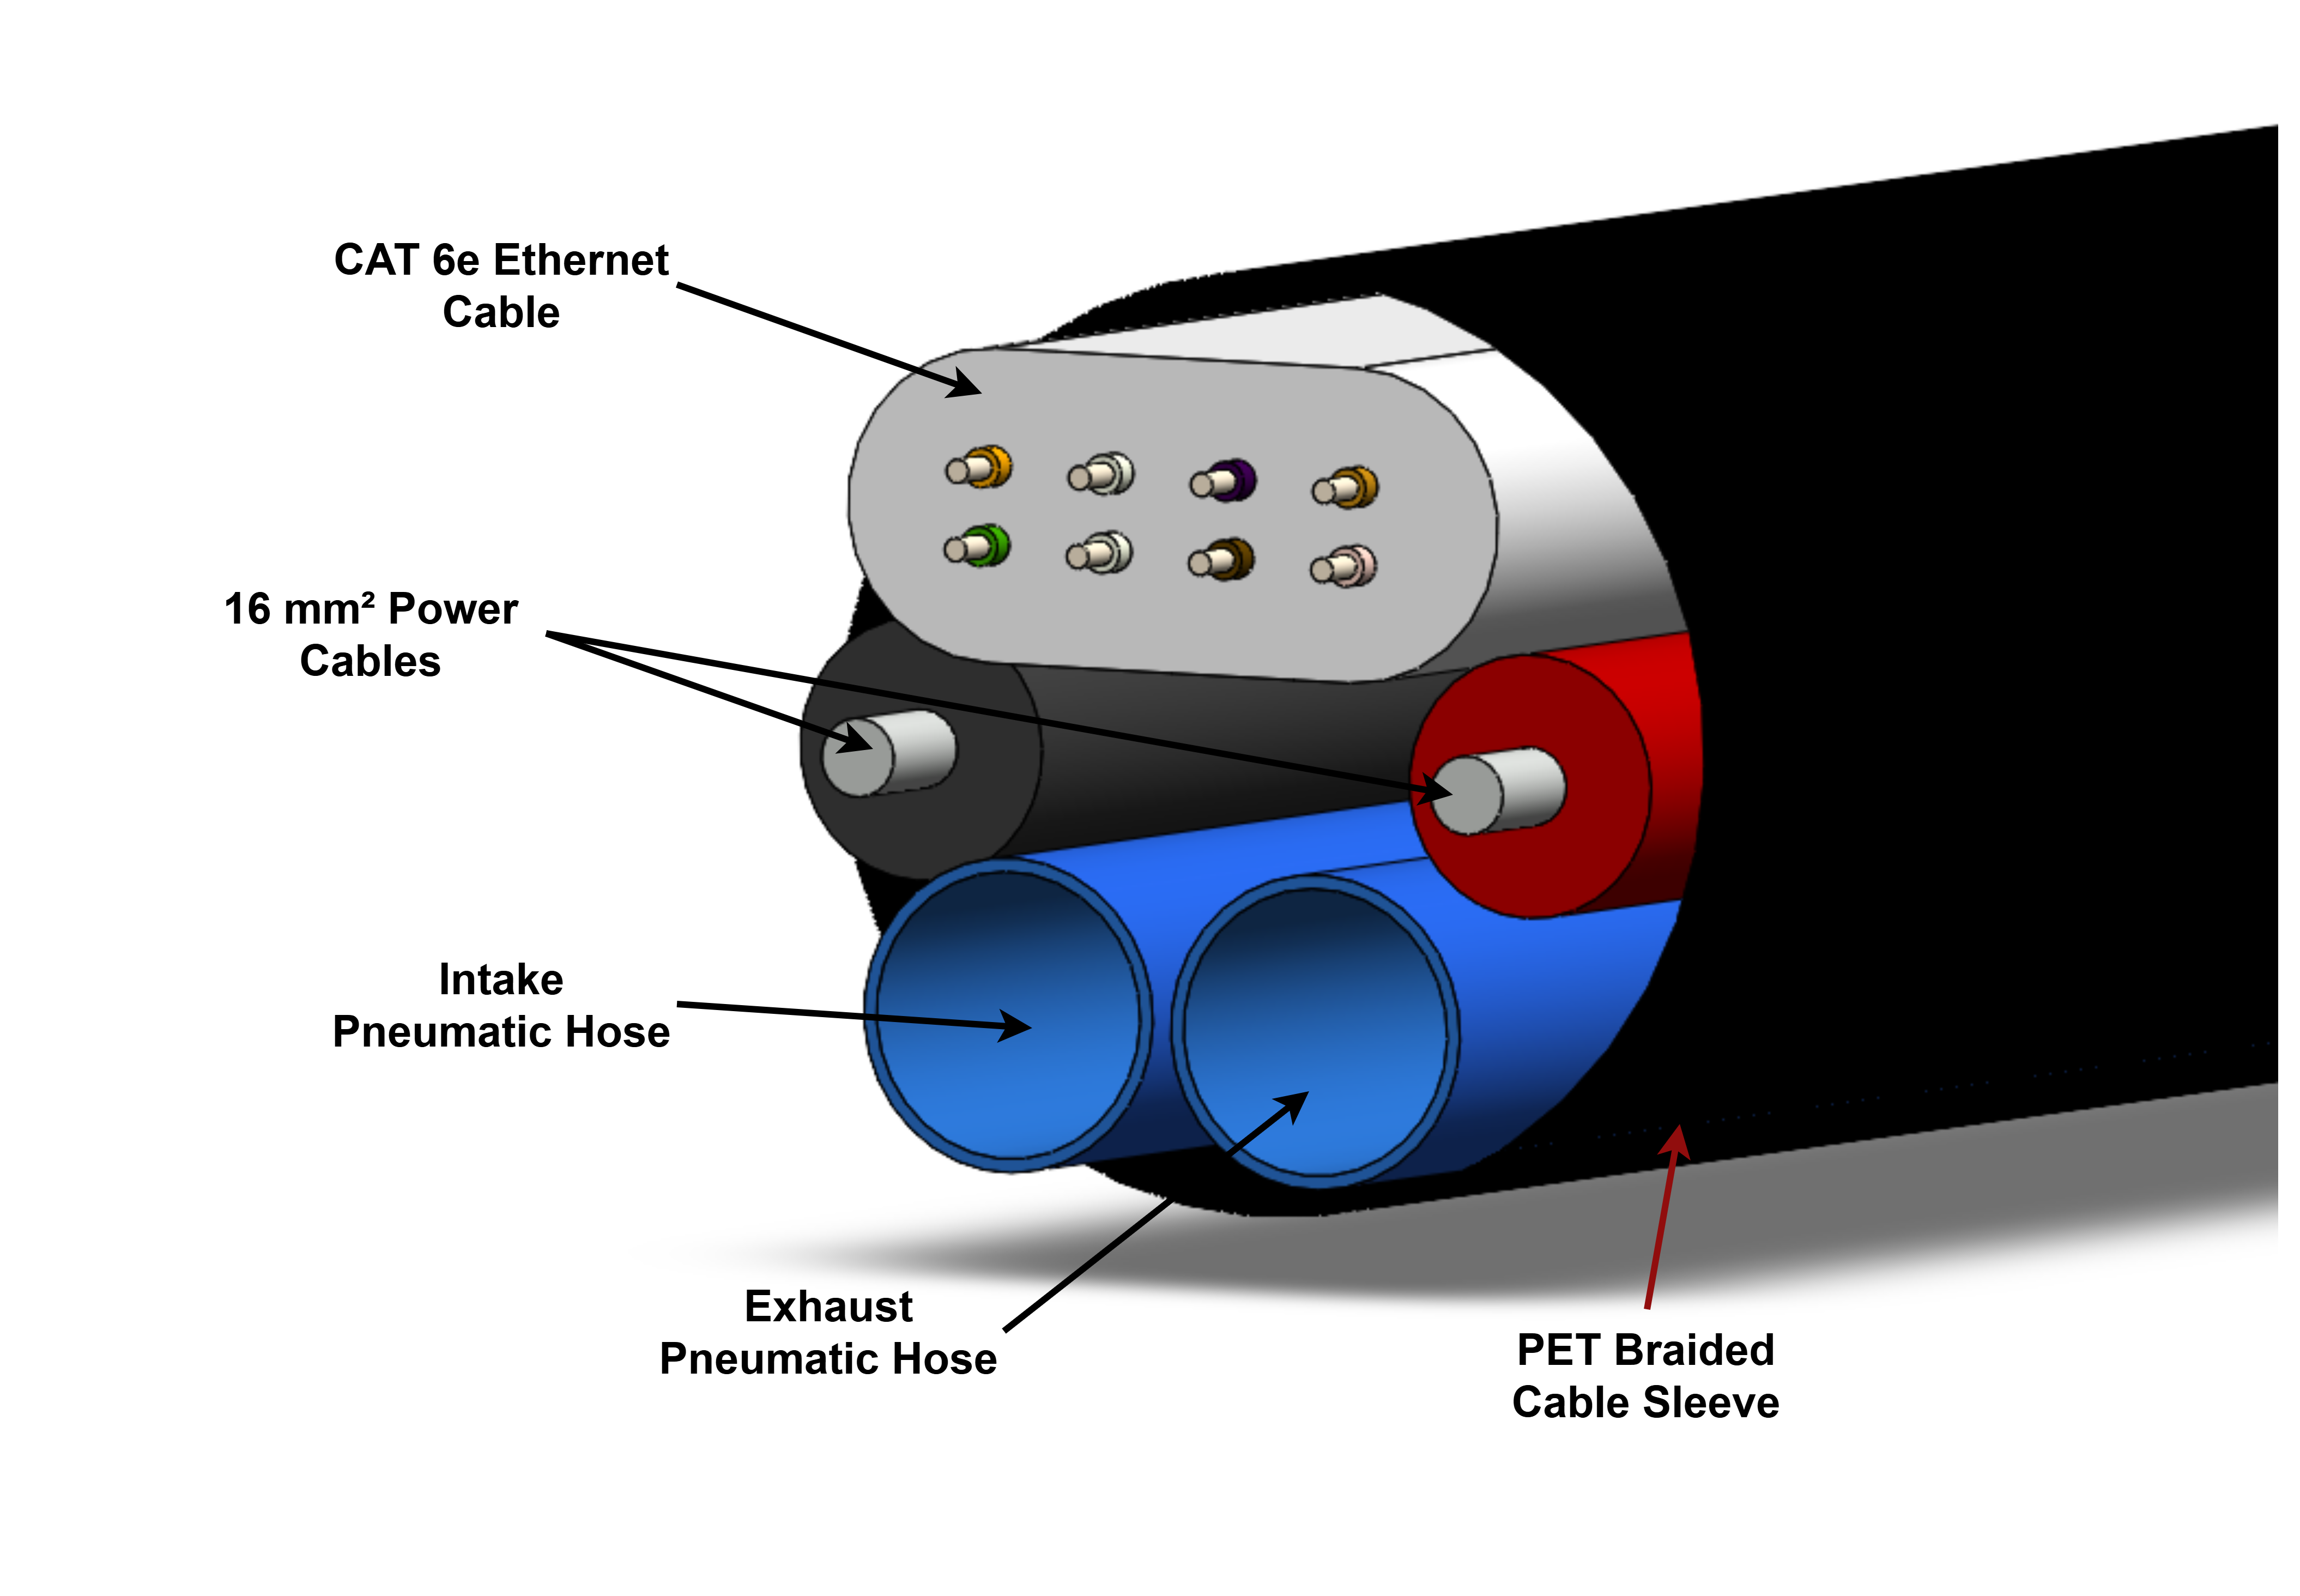 CAT 6e Ethernet
Cable
16 mm² Power
Cables
Intake
Pneumatic Hose
Exhaust
Pneumatic Hose
PET Braided
Cable Sleeve